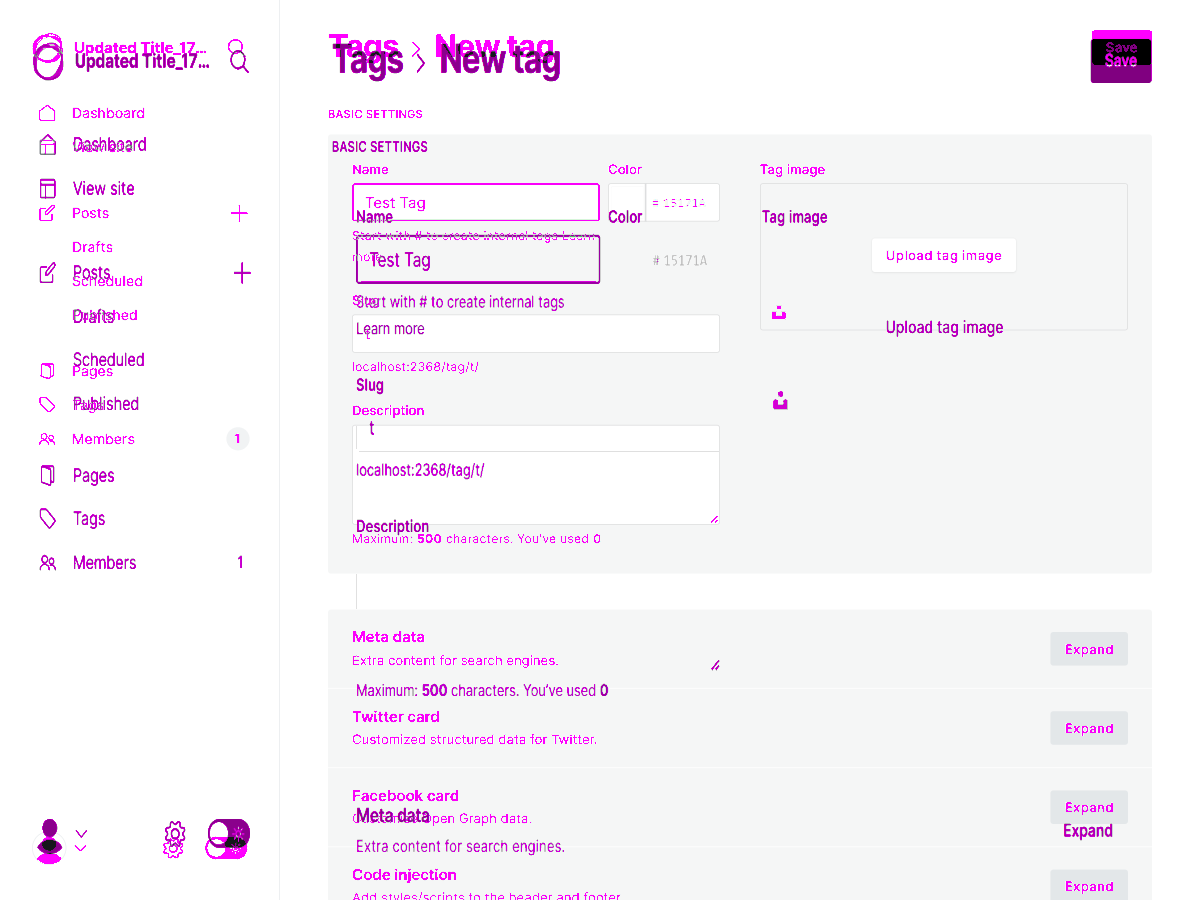 Updated Title_17...
Updated Title_17...
Dashboard
Dashboard
View site
View site
Posts
Drafts
Posts
Scheduled
Published
Drafts
Scheduled
Pages
Published
Tags
Members 1
Pages
Tags
Members 1
Tags > New tag
Tags > New tag
Save
Save
BASIC SETTINGS
BASIC SETTINGS
Name
Color
Tag image
Test Tag
15171A
Name
Color
Tag image
Start with # to create internal tags Learn
more
Test Tag
# 15171A
Upload tag image
Slug
Start with # to create internal tags
t
Learn more
Upload tag image
localhost:2368/tag/t/
Slug
Description
t
localhost:2368/tag/t/
Description
Maximum: 500 characters. You've used 0
Meta data
Extra content for search engines.
Expand
Maximum: 500 characters. You've used 0
Twitter card
Customized structured data for Twitter.
Expand
Facebook card
Customize Open Graph data.
Expand
Meta data
Extra content for search engines.
Expand
Code injection
Add styles/scripts to the header and footer
Expand